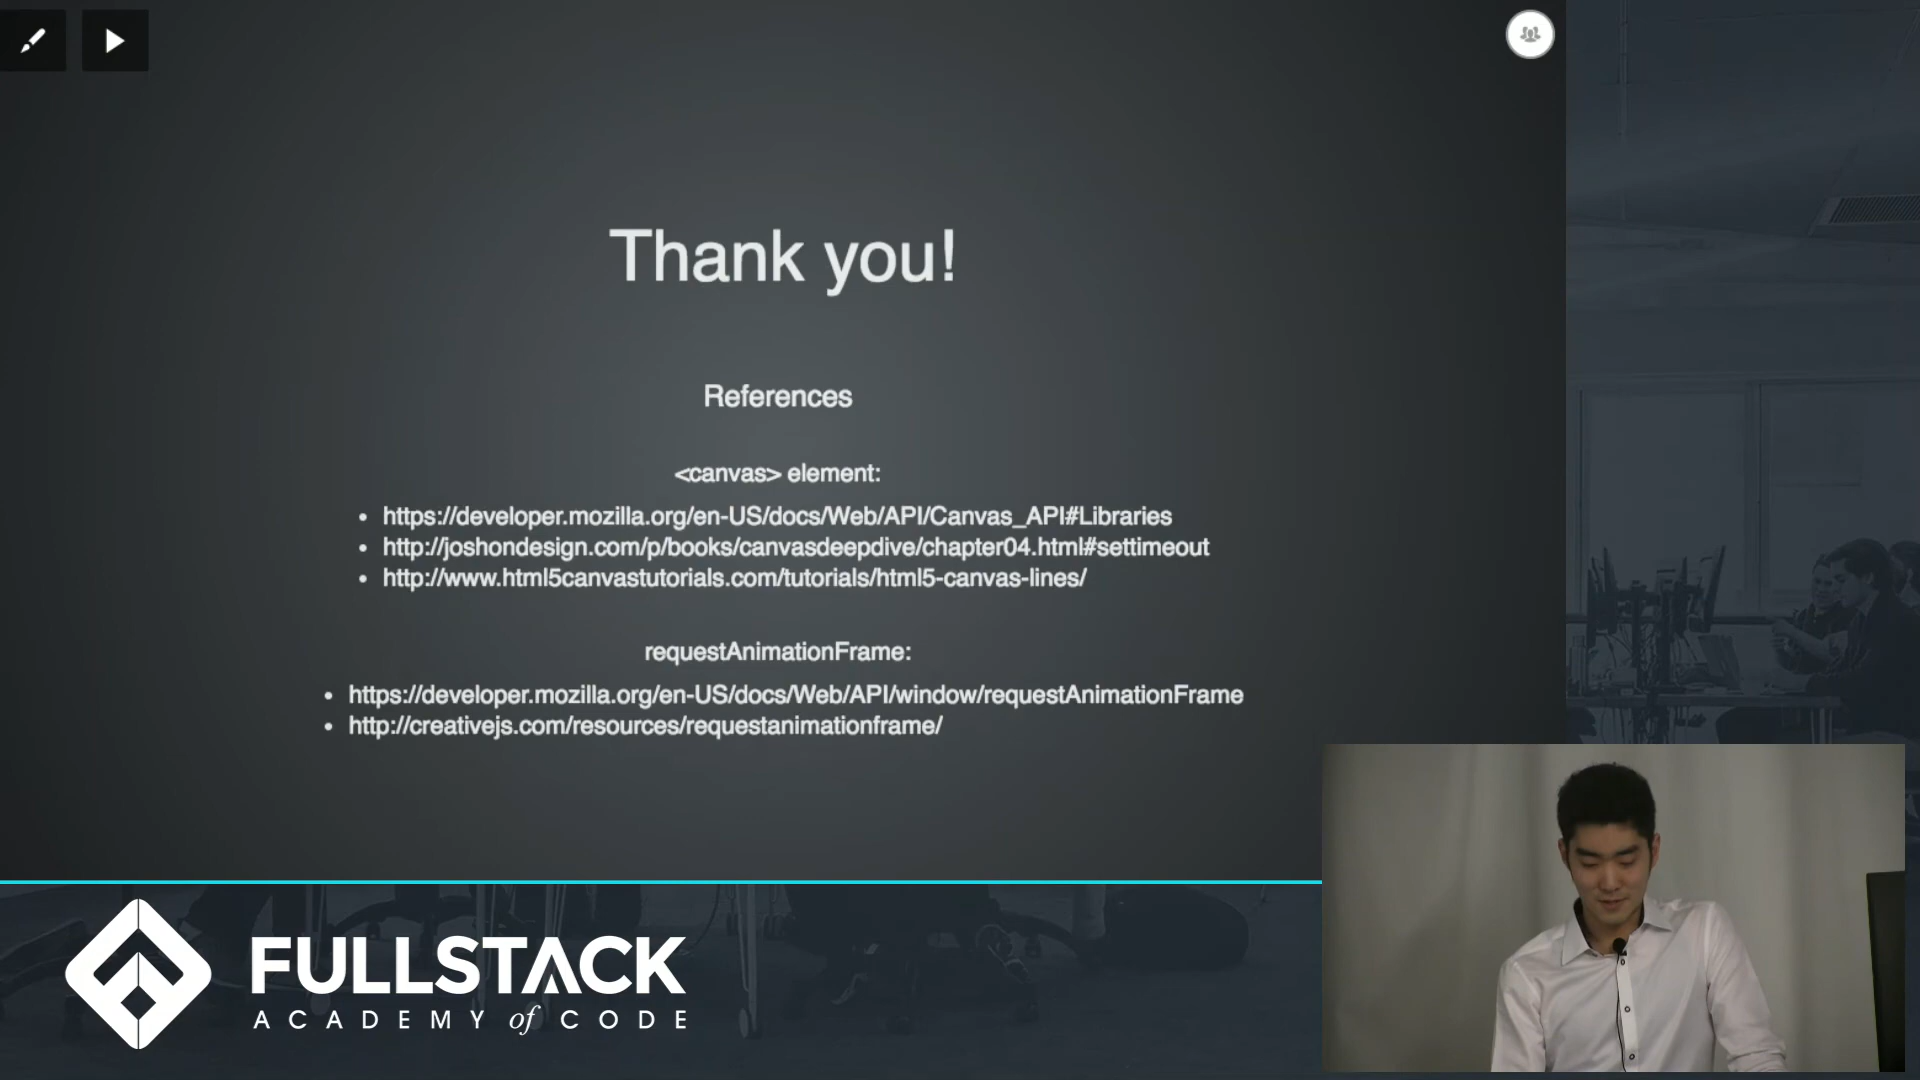 Thank you!
References
<canvas> element:
• https://developer.mozilla.org/en-US/docs/Web/API/Canvas_API#Libraries
• http://joshondesign.com/p/books/canvasdeepdive/chapter04.html#settimeout
• http://www.html5canvastutorials.com/tutorials/html5-canvas-lines/
requestAnimationFrame:
• https://developer.mozilla.org/en-US/docs/Web/API/window/requestAnimationFrame
• http://creativejs.com/resources/requestanimationframe/
FULLSTACK
ACADEMY of CODE